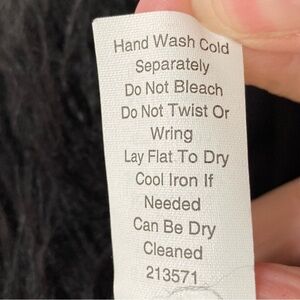 Hand Wash Cold
Separately
Do Not Bleach
Do Not Twist Or
Wring
Lay Flat To Dry
Cool Iron If
Needed
Can Be Dry
Cleaned
213571